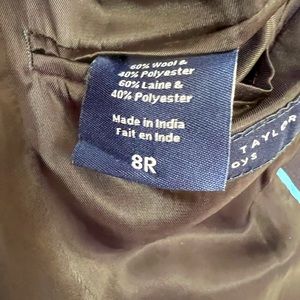 60% Wool &
40% Polyester
60% Laine &
40% Polyester
Made in India
Fait en Inde
8R
TAYLOR
OYS